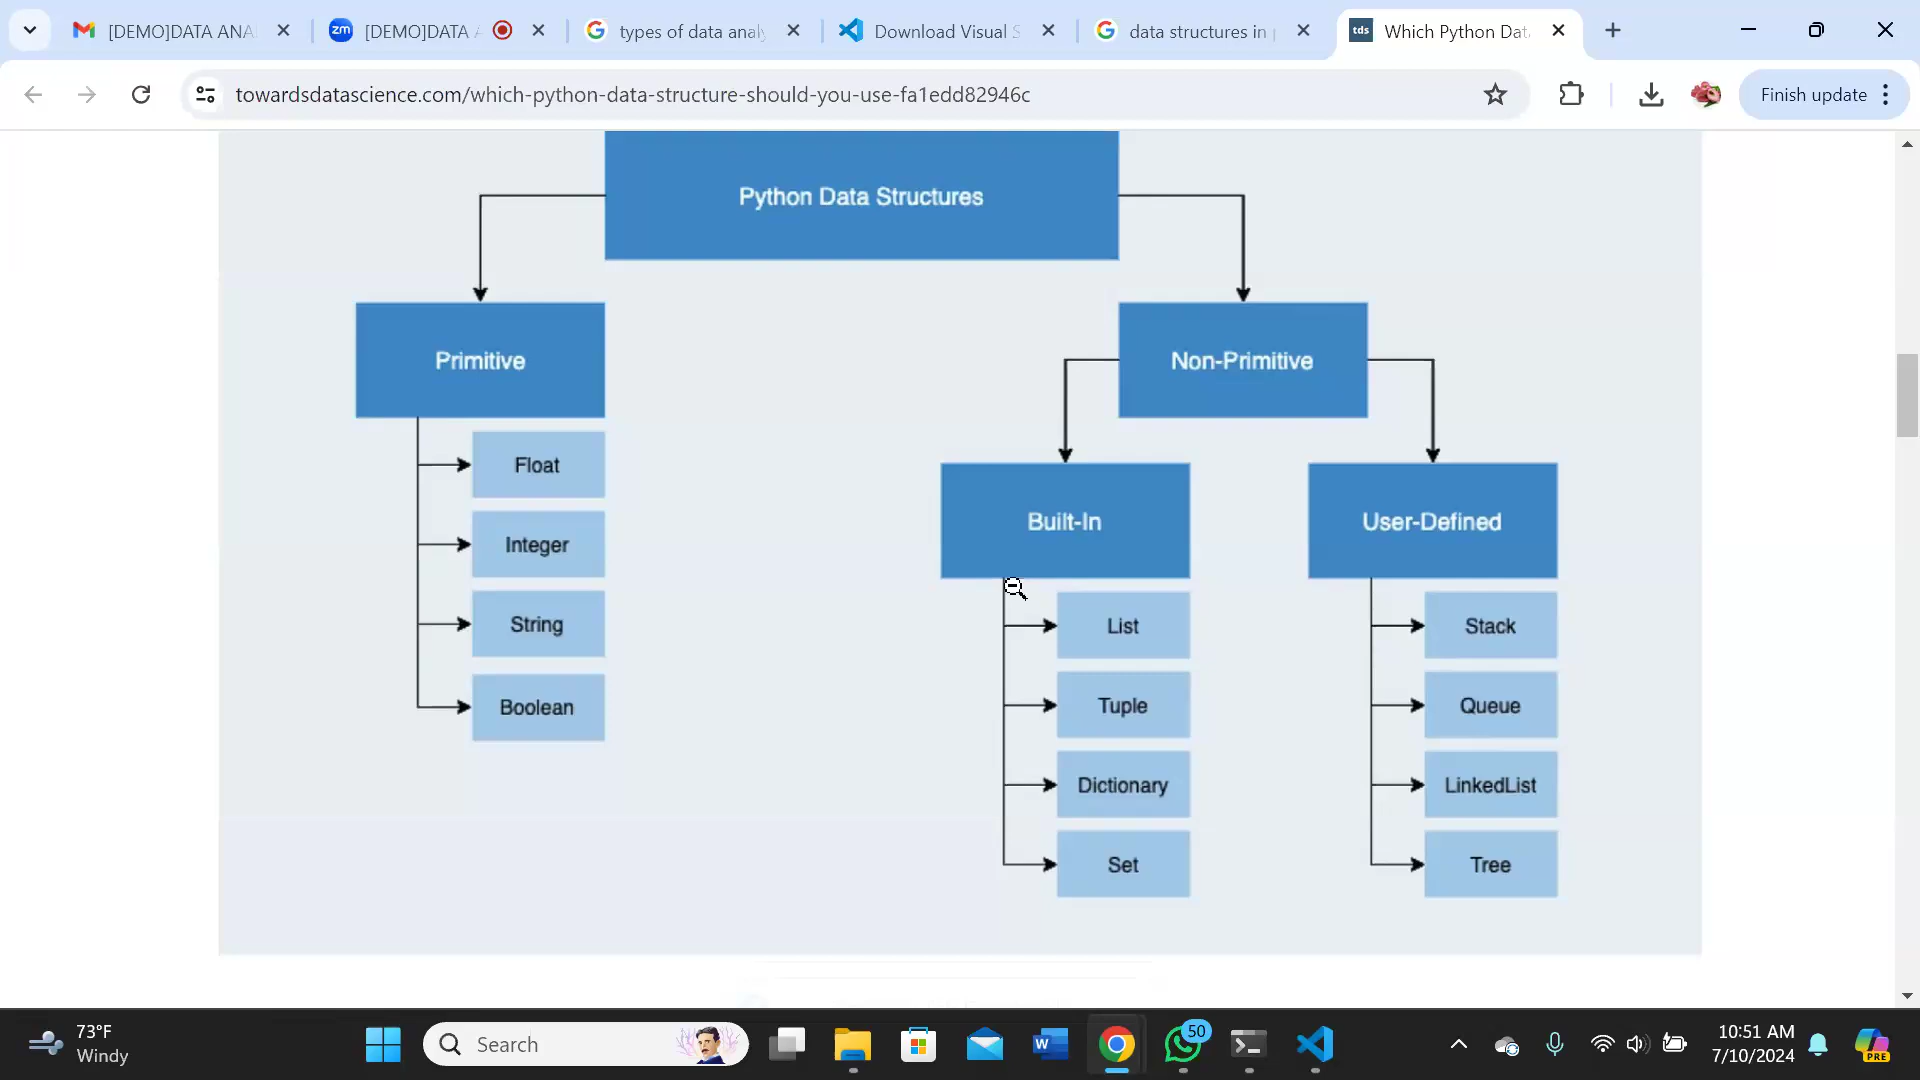 [DEMO]DATA ANA
zm
[DEMO]DATA A
types of data analy
Download Visual S
data structures in p
tds
Which Python Dat
towardsdatascience.com/which-python-data-structure-should-you-use-fa1edd82946c
Finish update
Python Data Structures
Primitive
Non-Primitive
Float
Integer
String
Boolean
Built-In
User-Defined
List
Tuple
Dictionary
Set
Stack
Queue
LinkedList
Tree
73°F
Windy
Search
W
50
10:51 AM
7/10/2024
PRE